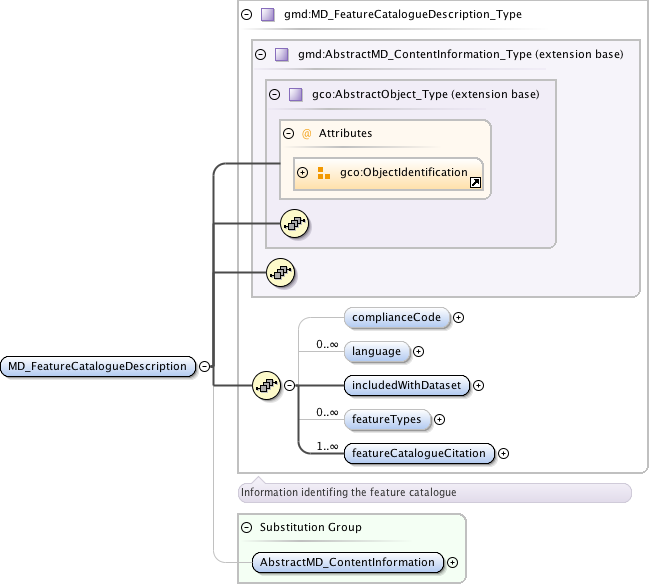 gmd:MD_FeatureCatalogueDescription_Type
gmd:AbstractMD_ContentInformation_Type (extension base)
gco:AbstractObject_Type (extension base)
@ Attributes
gco:ObjectIdentification
complianceCode
0..∞
language
MD_FeatureCatalogueDescription
includedWithDataset
0..∞
featureTypes
1..∞
featureCatalogueCitation
Information identifing the feature catalogue
Substitution Group
AbstractMD_ContentInformation